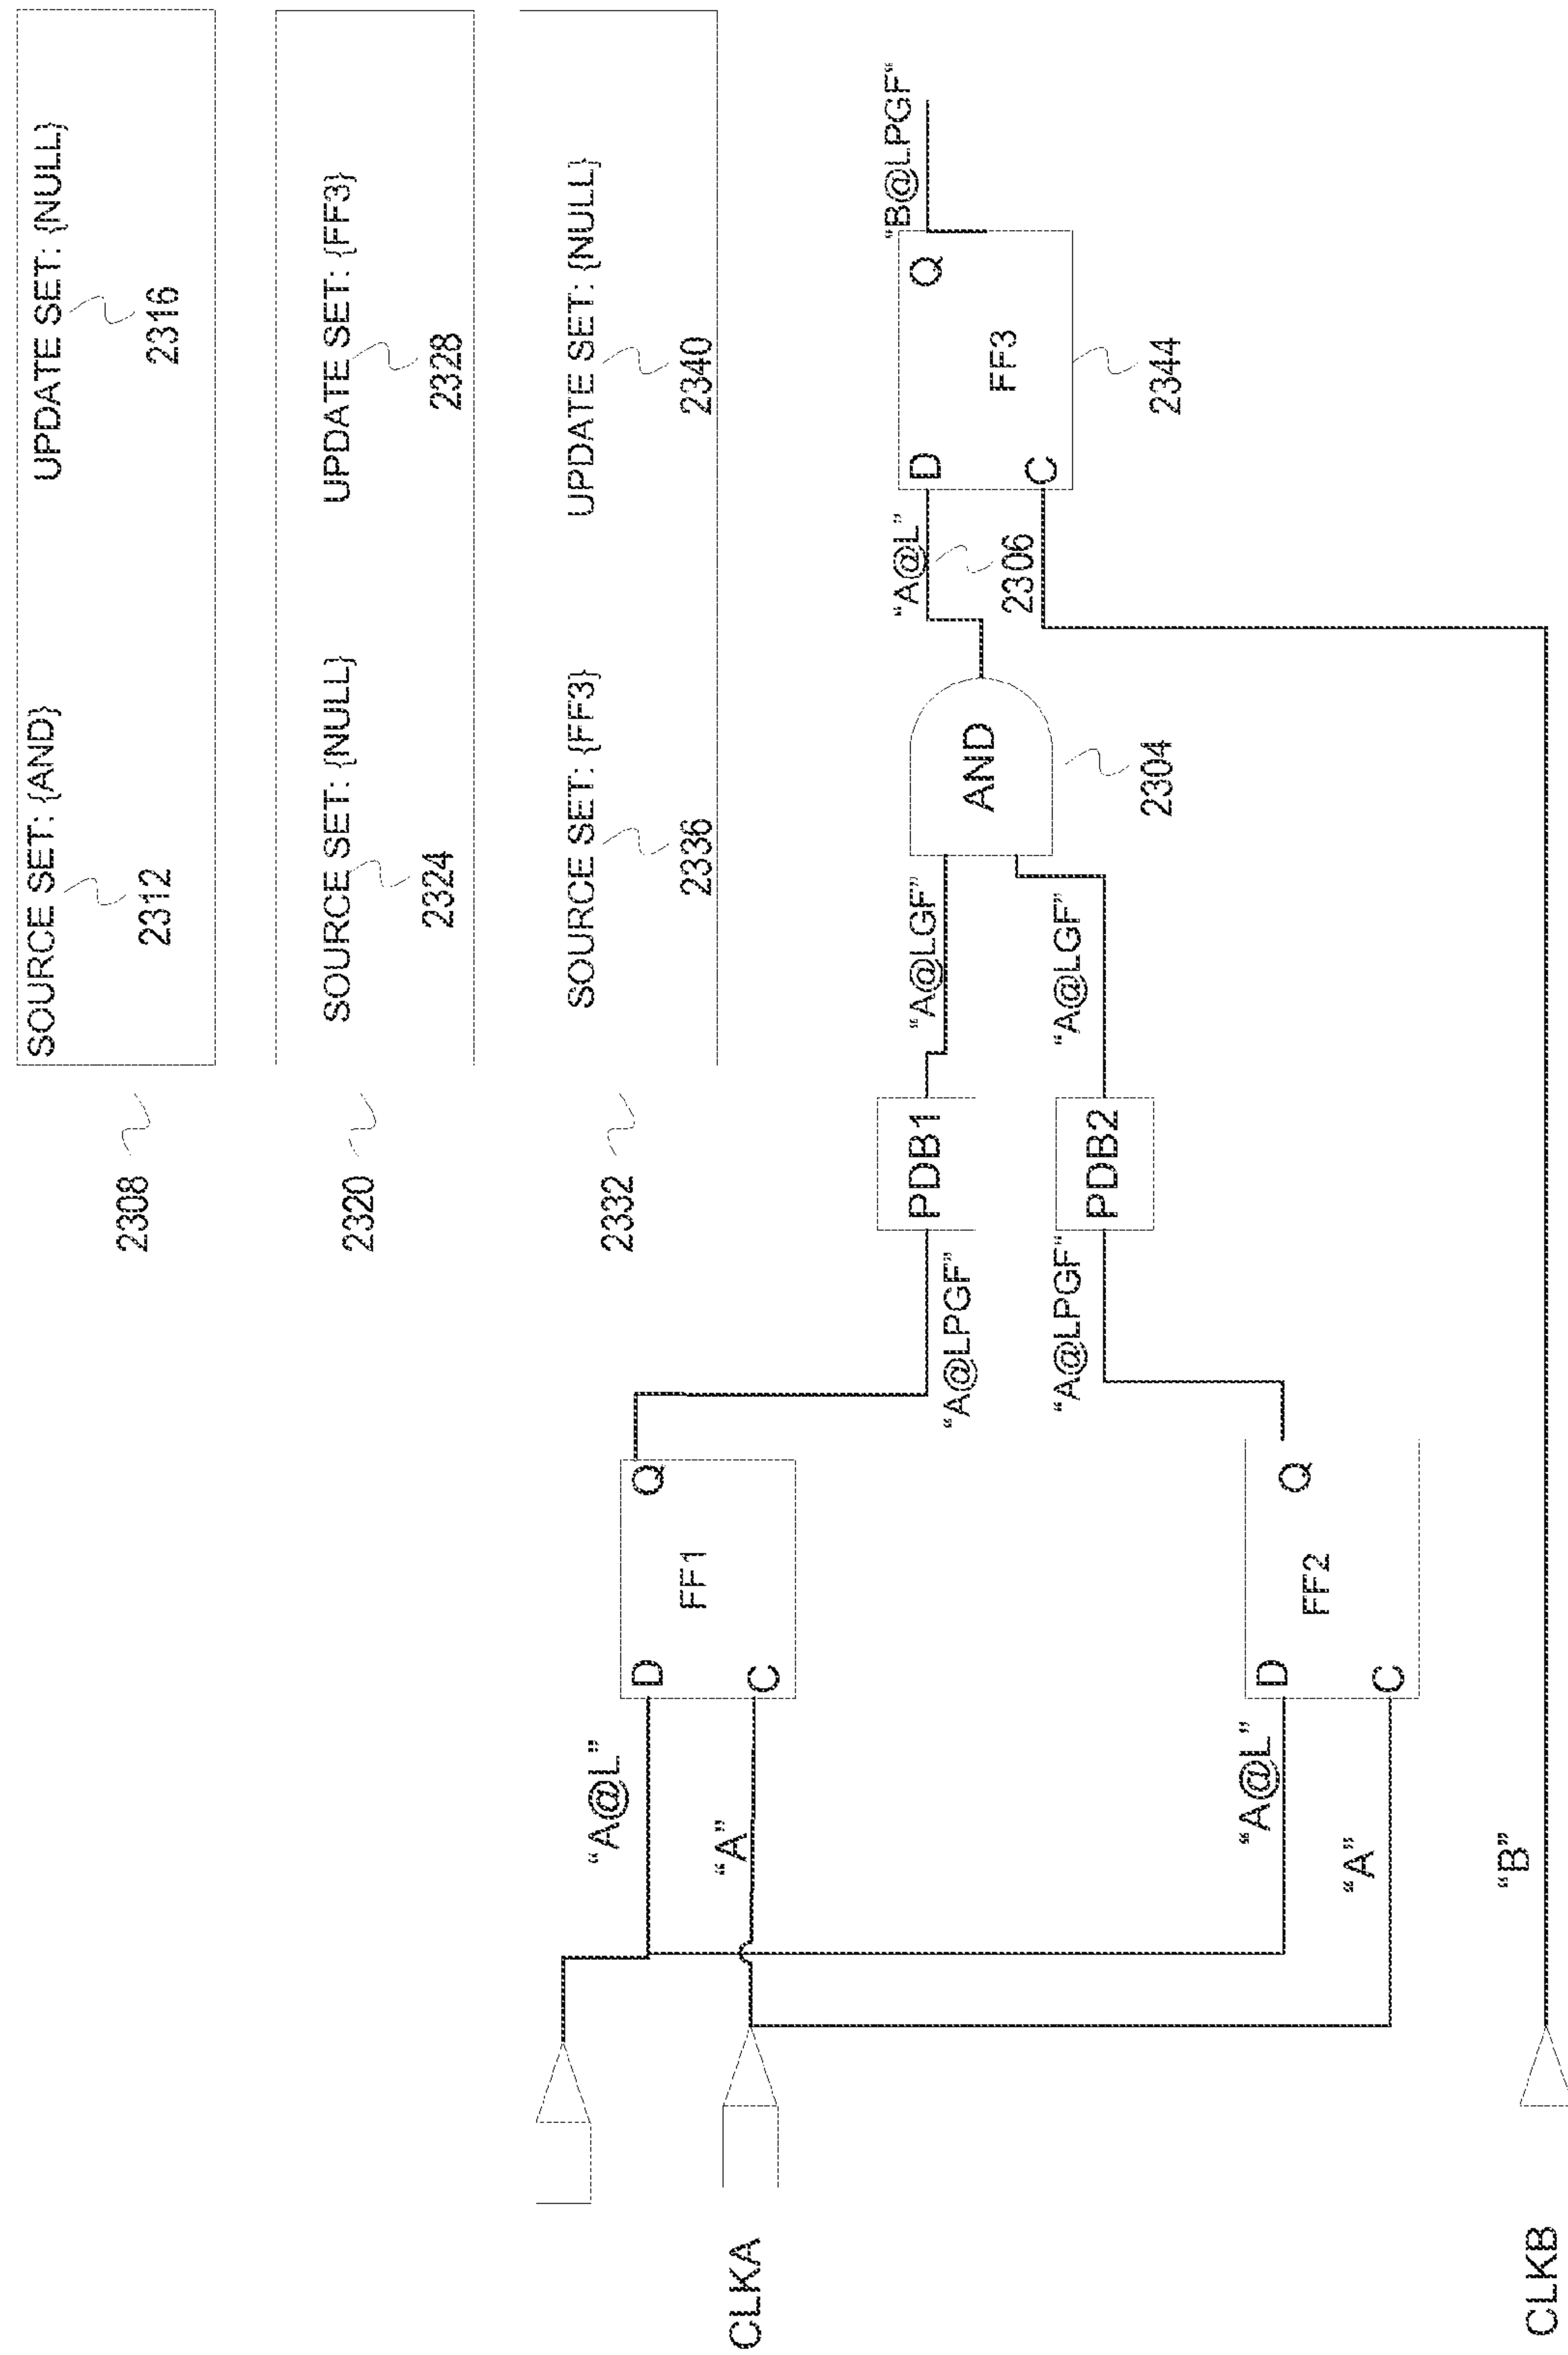 2308
SOURCE SET: {AND}
UPDATE SET: {NULL}
2312
2316
2320
SOURCE SET: {NULL}
UPDATE SET: {FF3}
2324
2328
2332
SOURCE SET: {FF3}
UPDATE SET: {NULL}
2336
2340
"A@L"
D
Q
FF1
"A"
C
CLKA
"A@LPGF"
PDB1
"A@LGF"
AND
2304
"A@L"
2306
D
Q
"B@LPGF"
FF3
C
2344
"A@LPGF"
PDB2
"A@LGF"
"A@L"
D
Q
FF2
"A"
C
"B"
CLKB